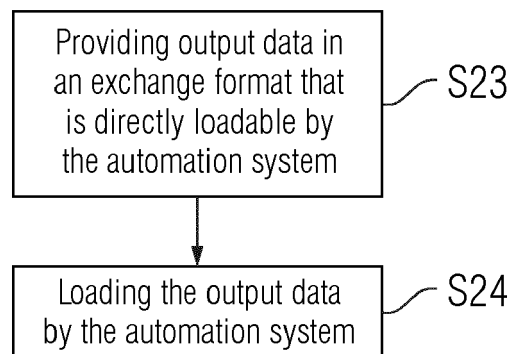 Providing output data in
an exchange format that
is directly loadable by
the automation system
S23
Loading the output data
by the automation system
S24